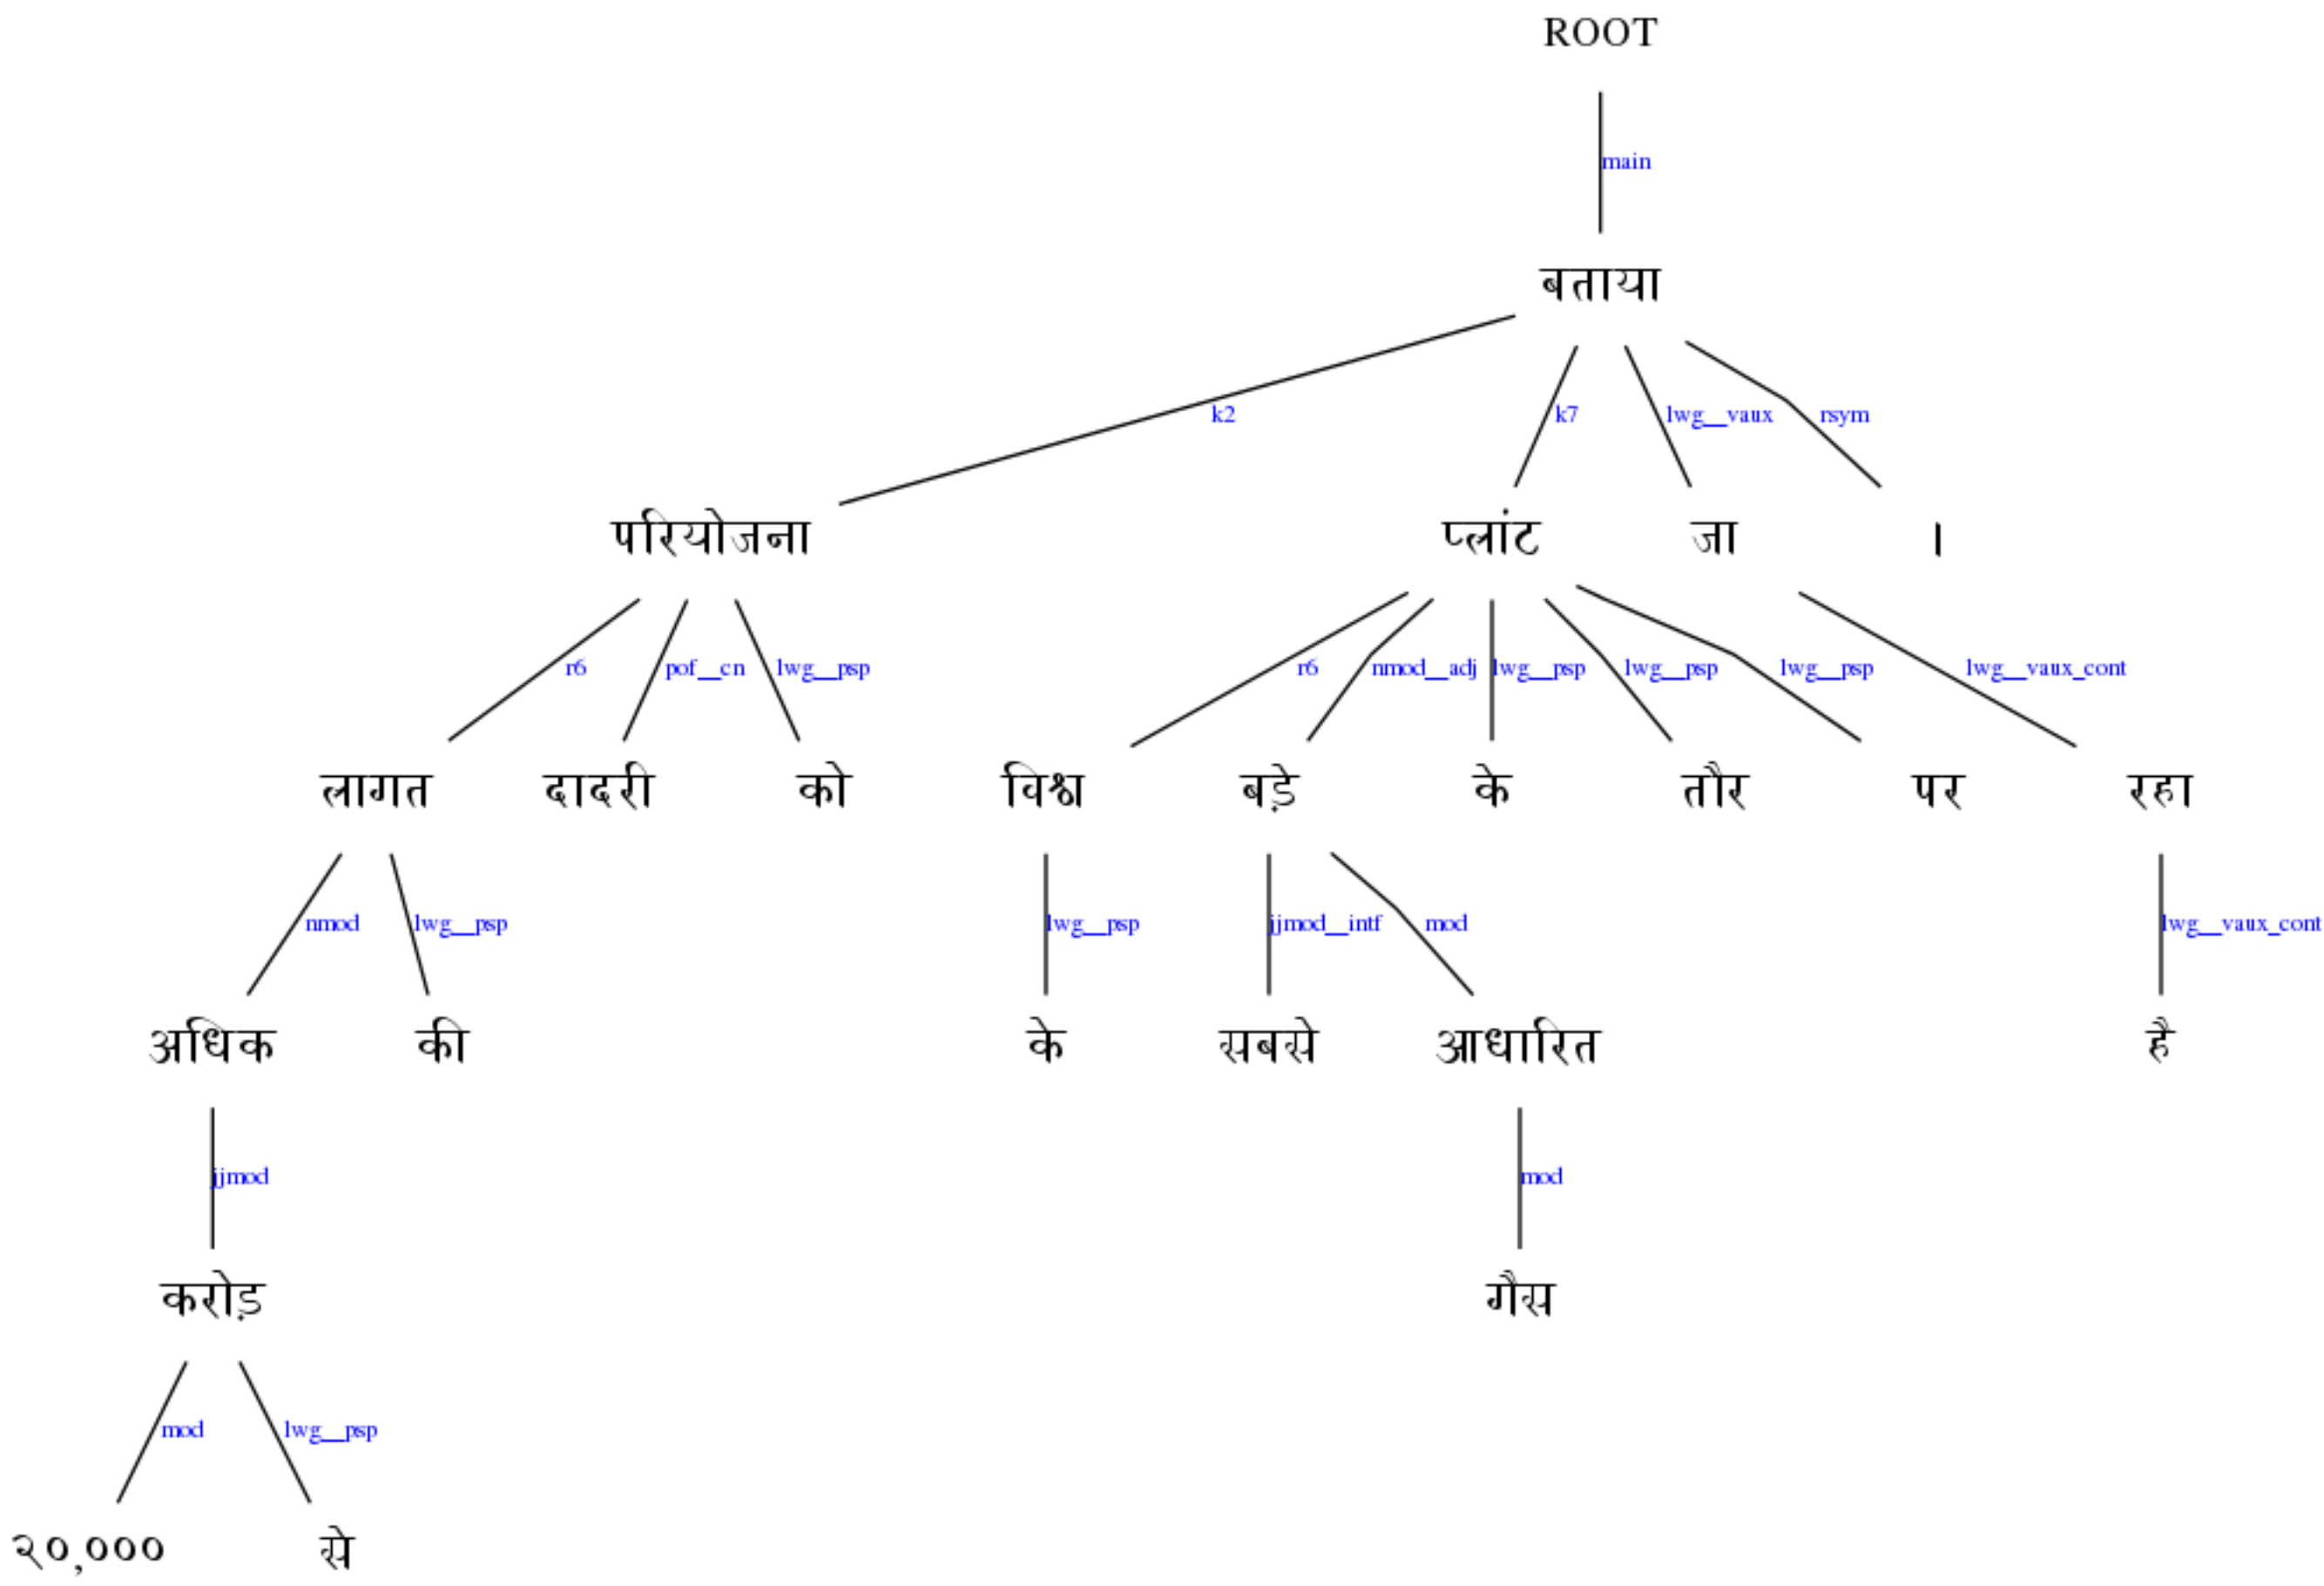 ROOT
main
बताया
k2 k7 lwg__vaux rsym
परियोजना प्लांट जा ।
r6 pof__cn lwg__psp r6 nmod__adj lwg__psp lwg__psp lwg__psp lwg__vaux_cont
लागत दादरी को विश्व बड़े के तौर पर रहा
nmod lwg__psp lwg__psp jjmod__intf mod lwg__vaux_cont
अधिक की के सबसे आधारित है
jjmod mod
करोड़ गैस
mod lwg__psp
२०,००० से